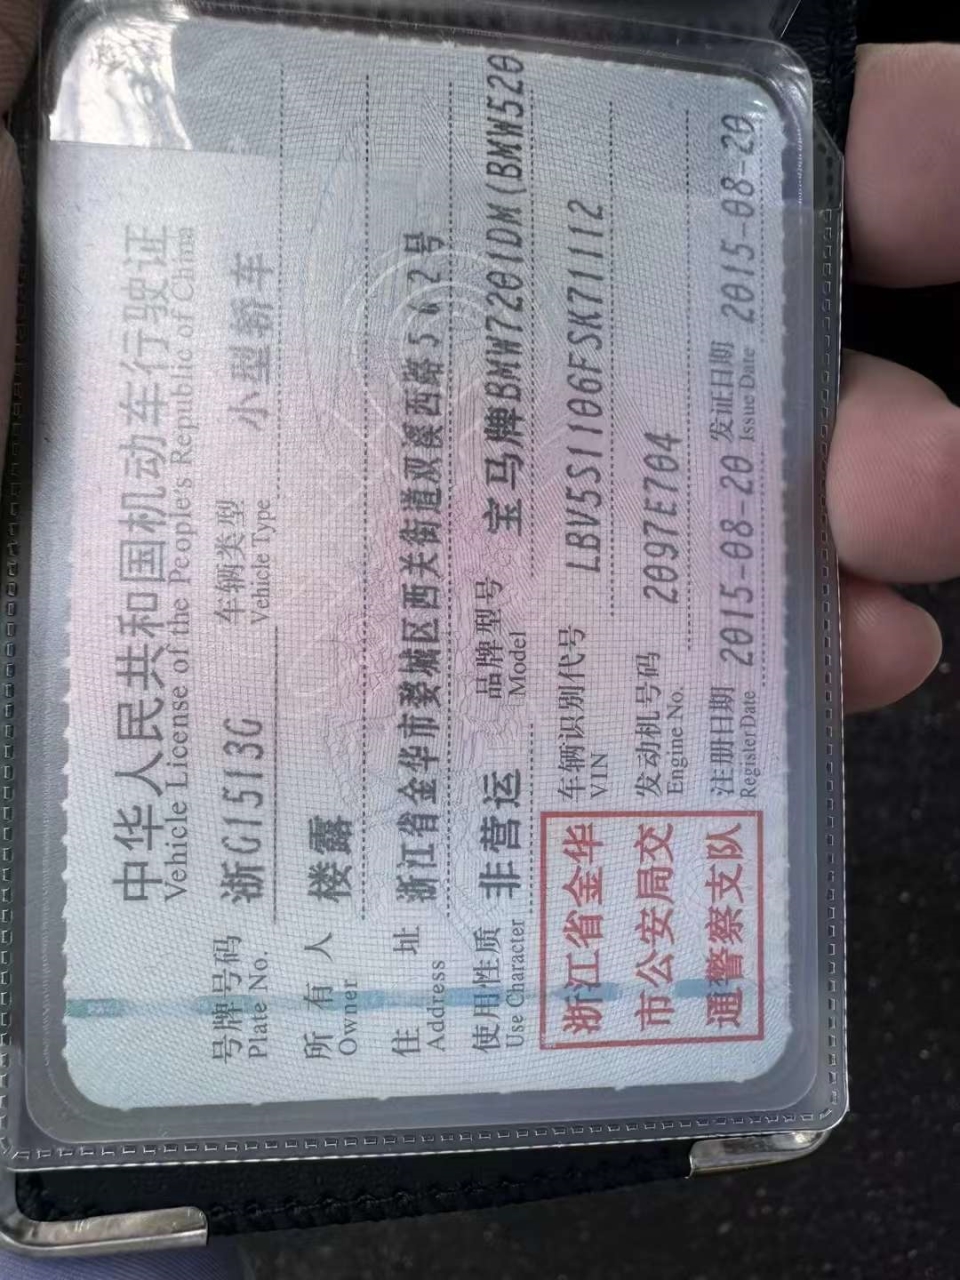 中华人民共和国机动车行驶证
Vehicle License of the People's Republic of China
号牌号码 浙G1513G 车辆类型 小型轿车
Plate No. Vehicle Type
所有人 楼露
Owner
住址 浙江省金华市婺城区西关街道双溪西路562号
Address
使用性质 非营运 品牌型号 宝马牌BMW7201DM(BMW520
Use Character Model
浙江省金华
市公安局交
通警察支队
车辆识别代号 LBV5S1106FSK71112
VIN
发动机号码 2097E704
Engine No.
注册日期 2015-08-20 发证日期 2015-08-20
Register Date Issue Date